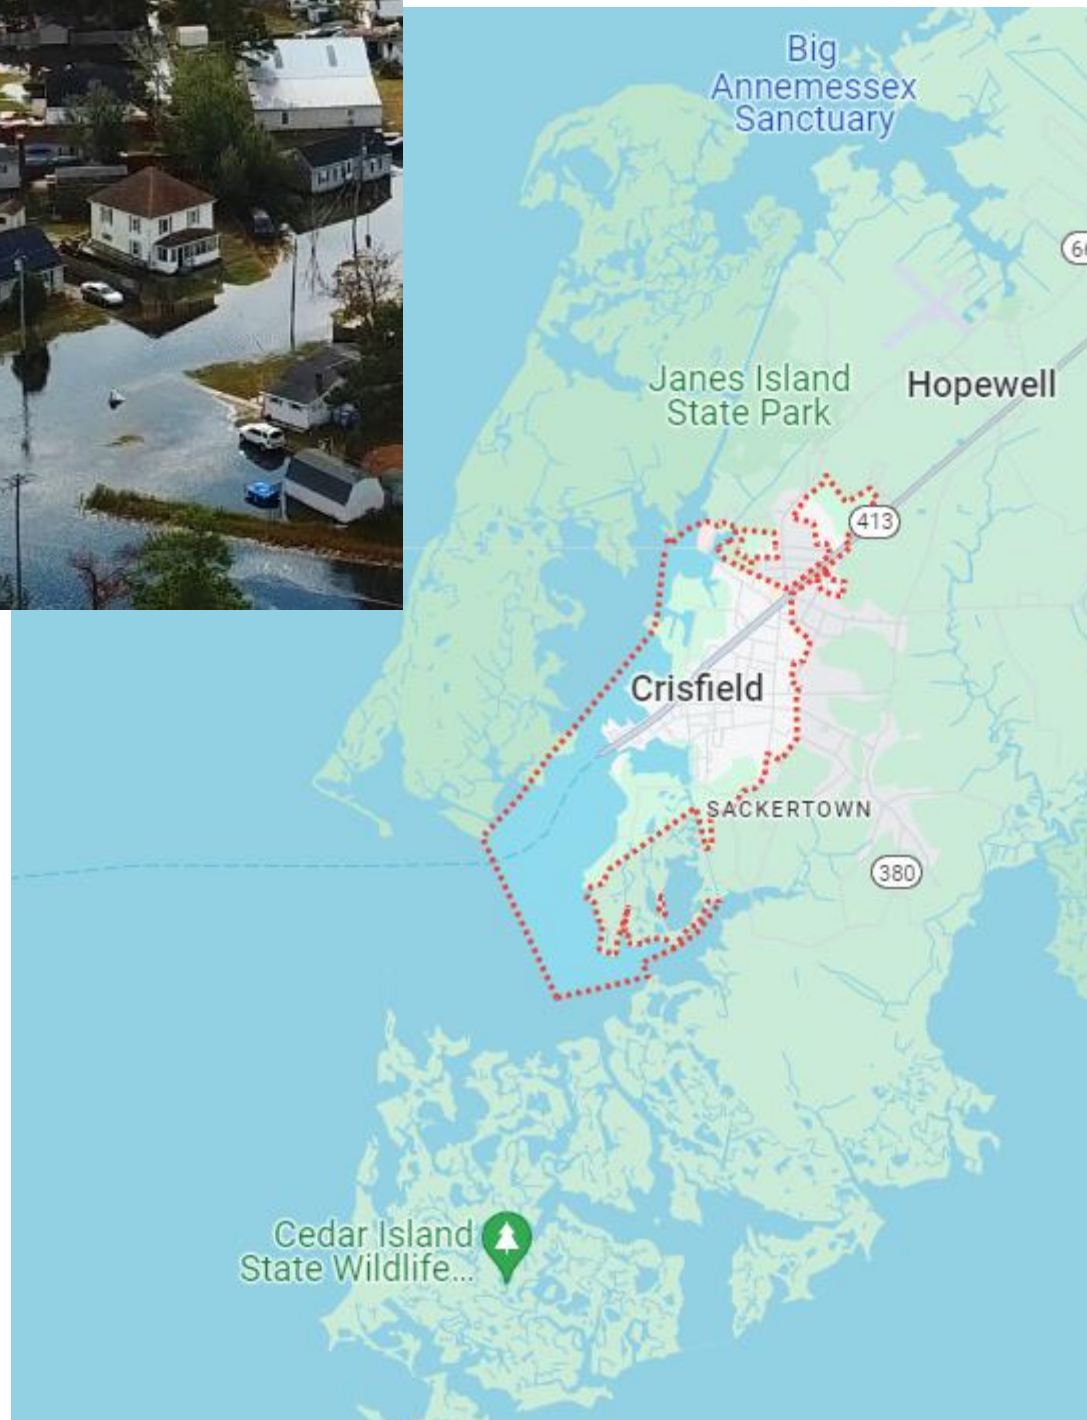 Big
Annemessex
Sanctuary
Janes Island
State Park
Hopewell
413
Crisfield
SACKERTOWN
380
Cedar Island
State Wildlife...